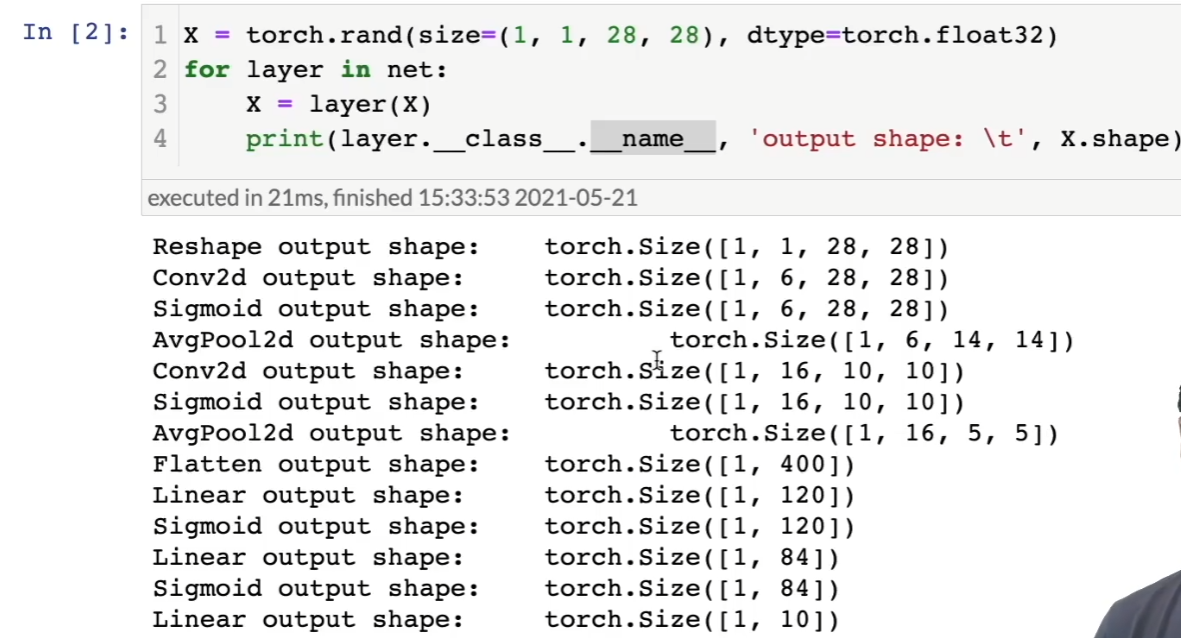 In [2]:
1 X = torch.rand(size=(1, 1, 28, 28), dtype=torch.float32)
2 for layer in net:
3     X = layer(X)
4     print(layer.__class__.__name__, 'output shape: \t', X.shape)
executed in 21ms, finished 15:33:53 2021-05-21
Reshape output shape:    torch.Size([1, 1, 28, 28])
Conv2d output shape:     torch.Size([1, 6, 28, 28])
Sigmoid output shape:    torch.Size([1, 6, 28, 28])
AvgPool2d output shape:          torch.Size([1, 6, 14, 14])
Conv2d output shape:     torch.Size([1, 16, 10, 10])
Sigmoid output shape:    torch.Size([1, 16, 10, 10])
AvgPool2d output shape:          torch.Size([1, 16, 5, 5])
Flatten output shape:    torch.Size([1, 400])
Linear output shape:     torch.Size([1, 120])
Sigmoid output shape:    torch.Size([1, 120])
Linear output shape:     torch.Size([1, 84])
Sigmoid output shape:    torch.Size([1, 84])
Linear output shape:     torch.Size([1, 10])